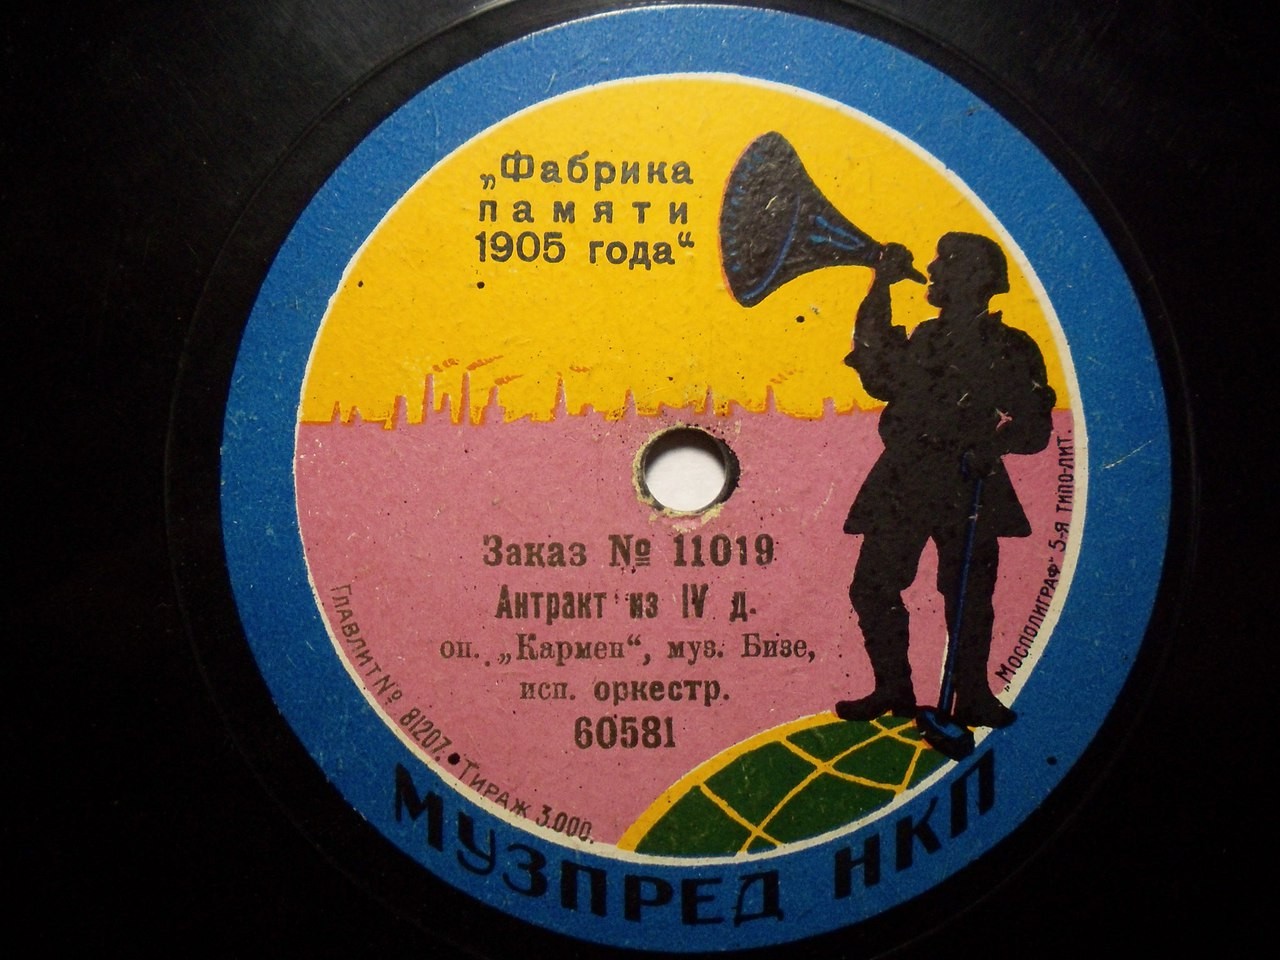 „Фабрика
памяти
1905 года“
Заказ № 11019
Антракт из IV д.
оп. „Кармен“, муз. Бизе,
исп. оркестр.
60581
Главлит № 81207. • Тираж 3.000.
„Мосполиграф“ 5-я типо-лит.
МУЗПРЕД НКП